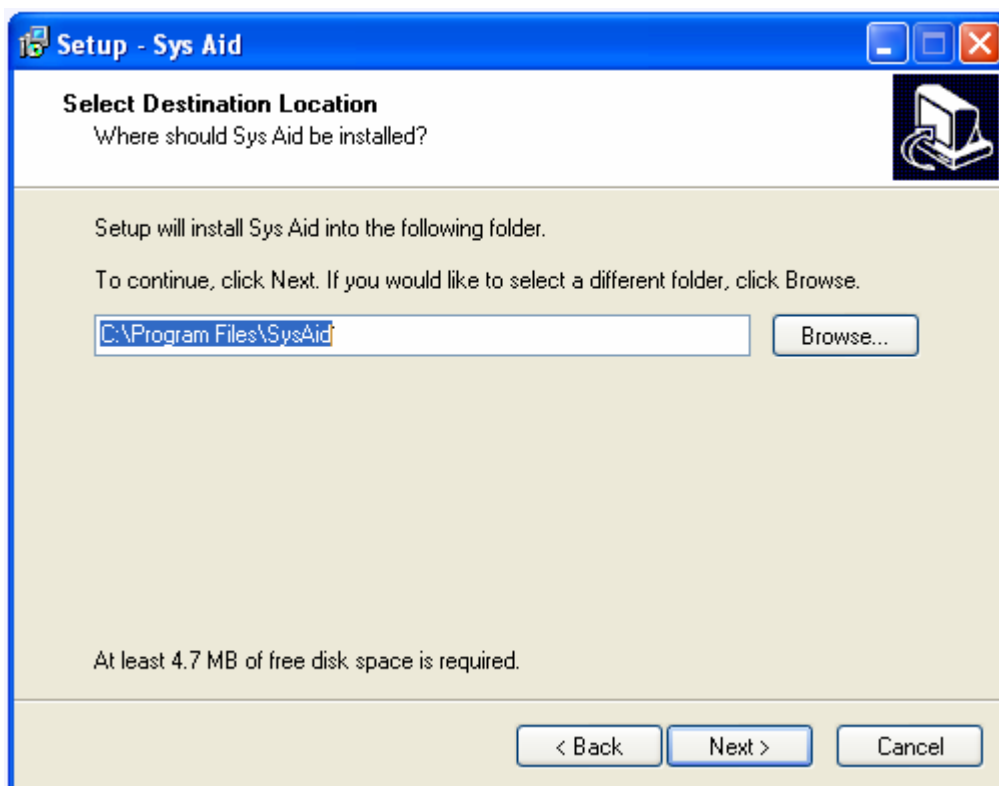 Setup - Sys Aid
Select Destination Location
Where should Sys Aid be installed?
Setup will install Sys Aid into the following folder.
To continue, click Next. If you would like to select a different folder, click Browse.
C:\Program Files\SysAid
Browse...
At least 4.7 MB of free disk space is required.
< Back
Next >
Cancel